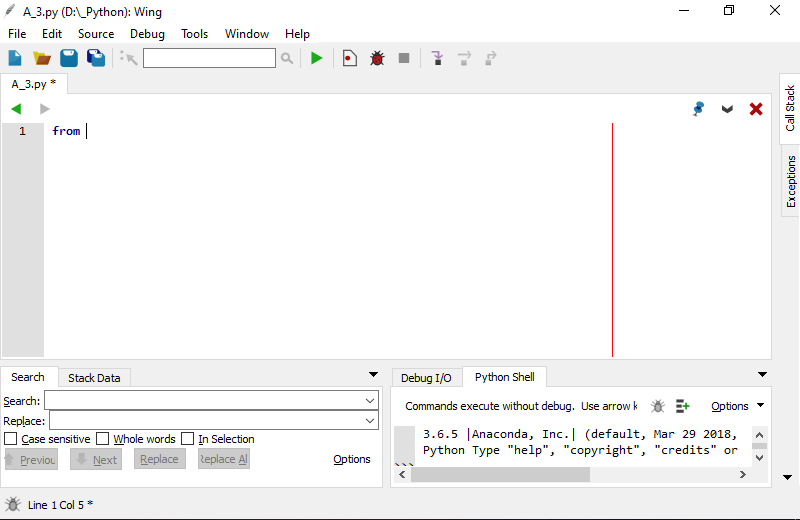 A_3.py (D:\_Python): Wing
File Edit Source Debug Tools Window Help
A_3.py *
1 from
Call Stack
Exceptions
Search Stack Data
Search:
Replace:
Case sensitive Whole words In Selection
Previou Next Replace Replace Al Options
Debug I/O Python Shell
Commands execute without debug. Use arrow k Options
3.6.5 |Anaconda, Inc.| (default, Mar 29 2018,
Python Type "help", "copyright", "credits" or
>>>
Line 1 Col 5 *